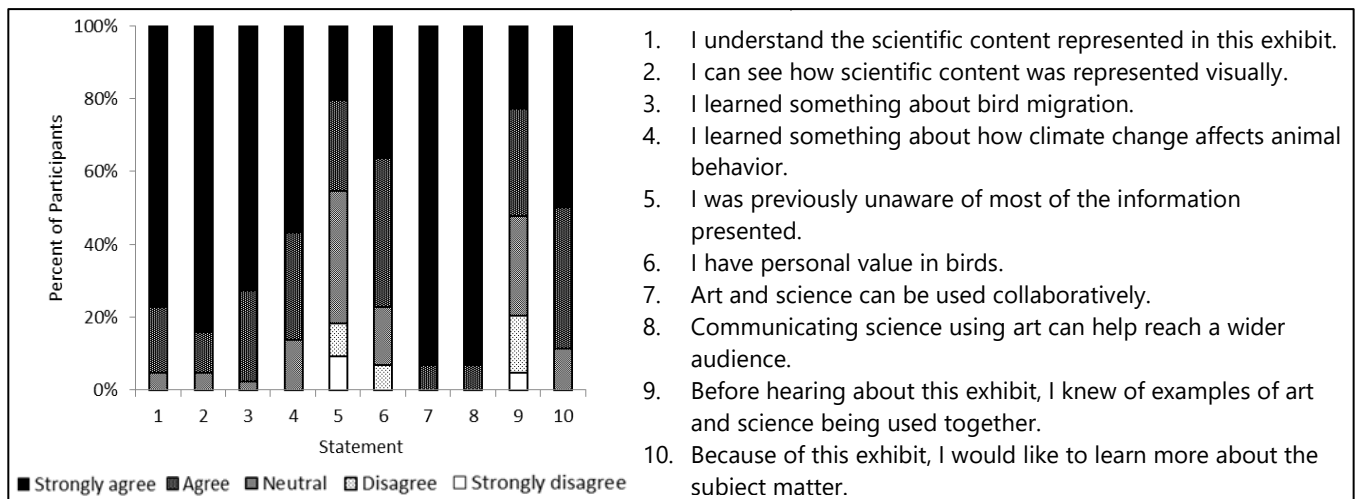 100%
80%
60%
40%
20%
0%
Percent of Participants
1 2 3 4 5 6 7 8 9 10
Statement
Strongly agree Agree Neutral Disagree Strongly disagree
1. I understand the scientific content represented in this exhibit.
2. I can see how scientific content was represented visually.
3. I learned something about bird migration.
4. I learned something about how climate change affects animal
behavior.
5. I was previously unaware of most of the information
presented.
6. I have personal value in birds.
7. Art and science can be used collaboratively.
8. Communicating science using art can help reach a wider
audience.
9. Before hearing about this exhibit, I knew of examples of art
and science being used together.
10. Because of this exhibit, I would like to learn more about the
subject matter.